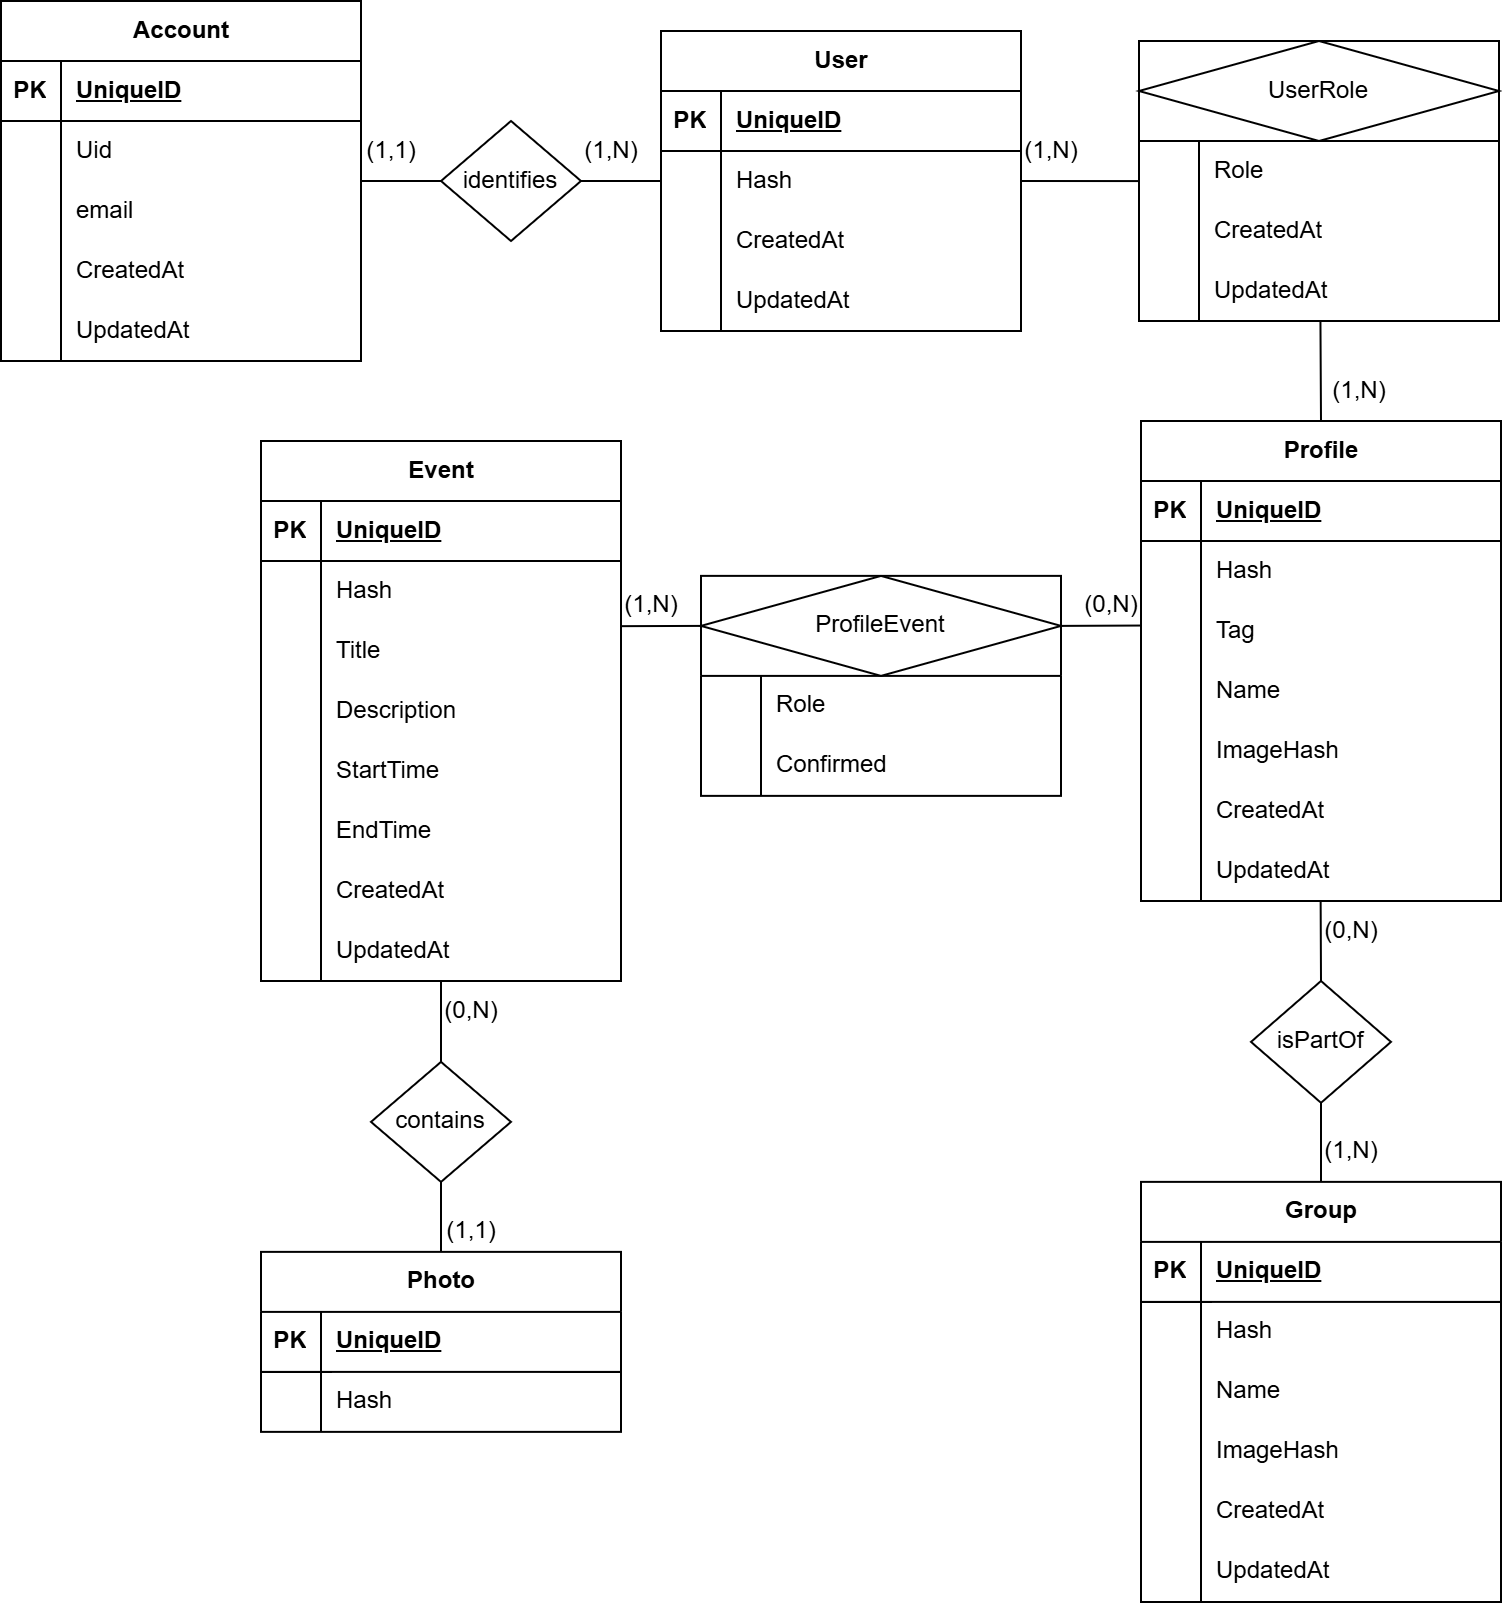 Account
PK UniqueID
Uid
email
CreatedAt
UpdatedAt
(1,1)
identifies
(1,N)
User
PK UniqueID
Hash
CreatedAt
UpdatedAt
(1,N)
UserRole
Role
CreatedAt
UpdatedAt
(1,N)
Profile
PK UniqueID
Hash
Tag
Name
ImageHash
CreatedAt
UpdatedAt
(0,N)
ProfileEvent
Role
Confirmed
(1,N)
Event
PK UniqueID
Hash
Title
Description
StartTime
EndTime
CreatedAt
UpdatedAt
(0,N)
contains
(1,1)
Photo
PK UniqueID
Hash
(0,N)
isPartOf
(1,N)
Group
PK UniqueID
Hash
Name
ImageHash
CreatedAt
UpdatedAt